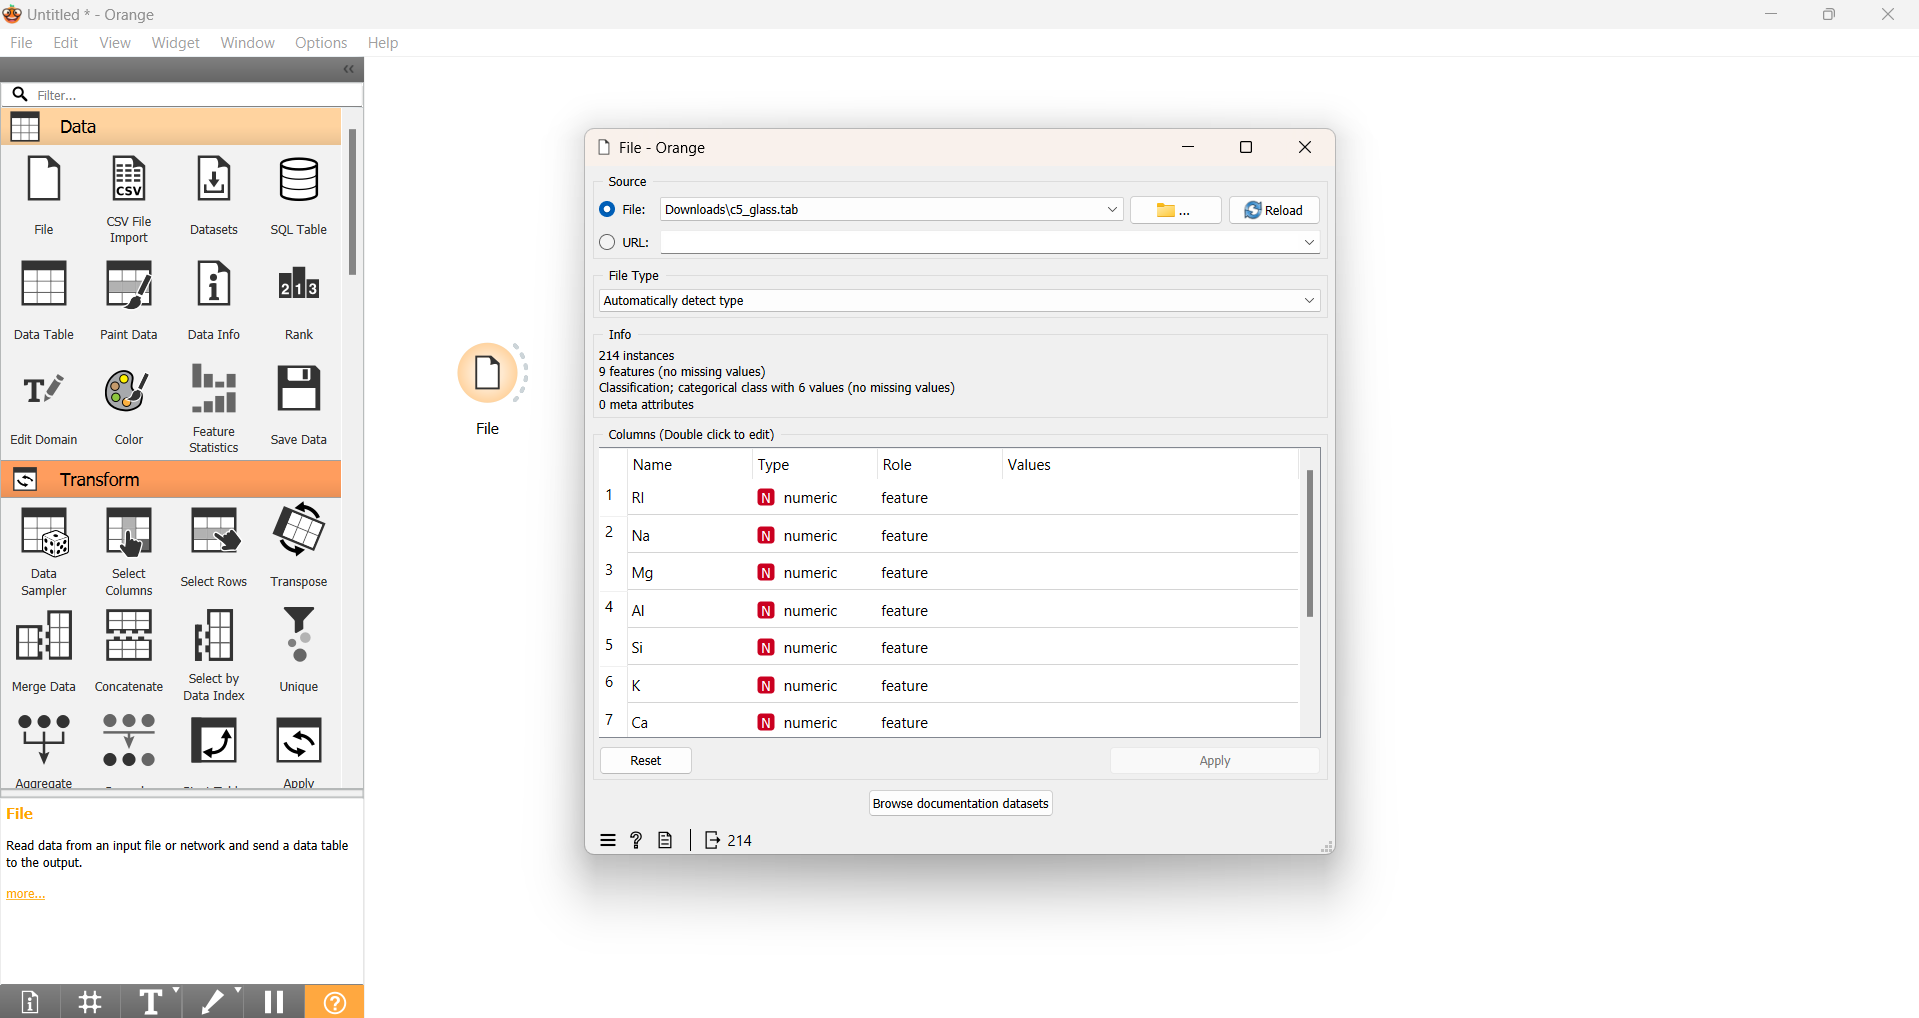 Untitled * - Orange
File Edit View Widget Window Options Help
Filter...
Data
File
CSV File Import
Datasets
SQL Table
Data Table
Paint Data
Data Info
Rank
Edit Domain
Color
Feature Statistics
Save Data
Transform
Data Sampler
Select Columns
Select Rows
Transpose
Merge Data
Concatenate
Select by Data Index
Unique
Aggregate
Apply
File
Read data from an input file or network and send a data table
to the output.
more...
File
File - Orange
Source
File: Downloads\c5_glass.tab ... Reload
URL:
File Type
Automatically detect type
Info
214 instances
9 features (no missing values)
Classification; categorical class with 6 values (no missing values)
0 meta attributes
Columns (Double click to edit)
Name Type Role Values
1 RI N numeric feature
2 Na N numeric feature
3 Mg N numeric feature
4 Al N numeric feature
5 Si N numeric feature
6 K N numeric feature
7 Ca N numeric feature
Reset Apply
Browse documentation datasets
214